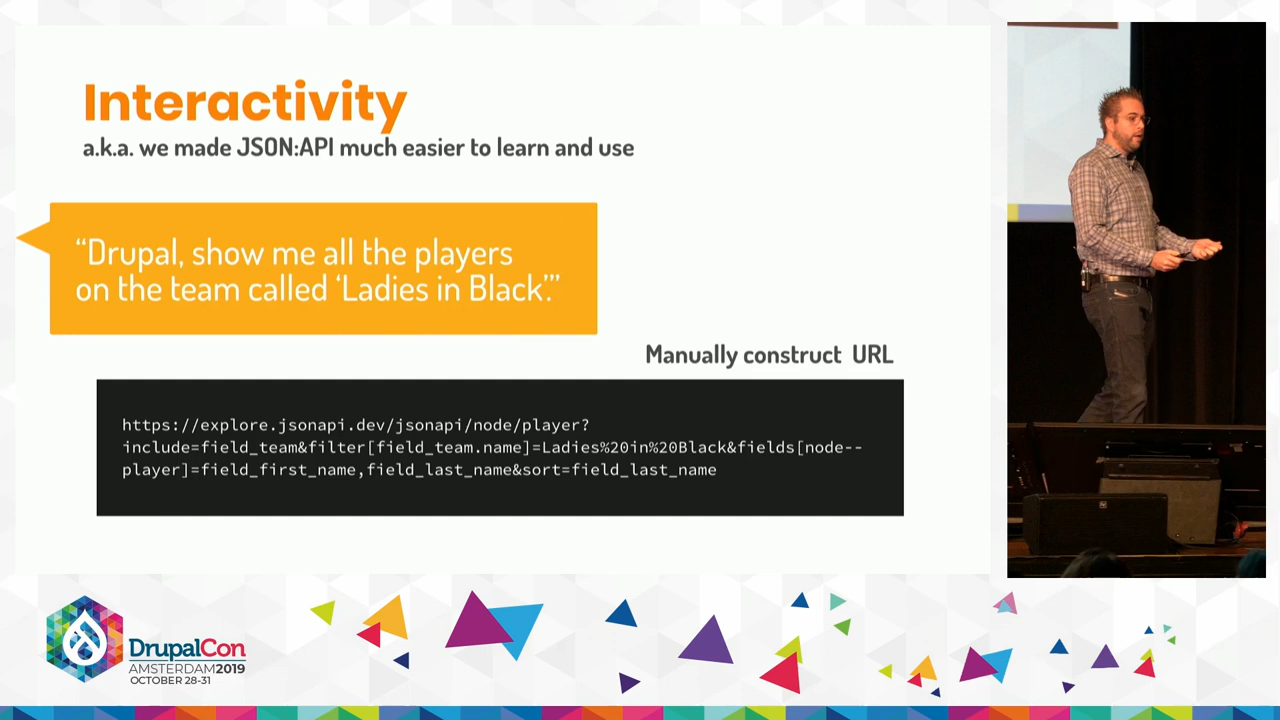 Interactivity
a.k.a. we made JSON:API much easier to learn and use
“Drupal, show me all the players
on the team called ‘Ladies in Black’.”
Manually construct URL
https://explore.jsonapi.dev/jsonapi/node/player?
include=field_team&filter[field_team.name]=Ladies%20in%20Black&fields[node--
player]=field_first_name,field_last_name&sort=field_last_name
DrupalCon
AMSTERDAM2019
OCTOBER 28-31